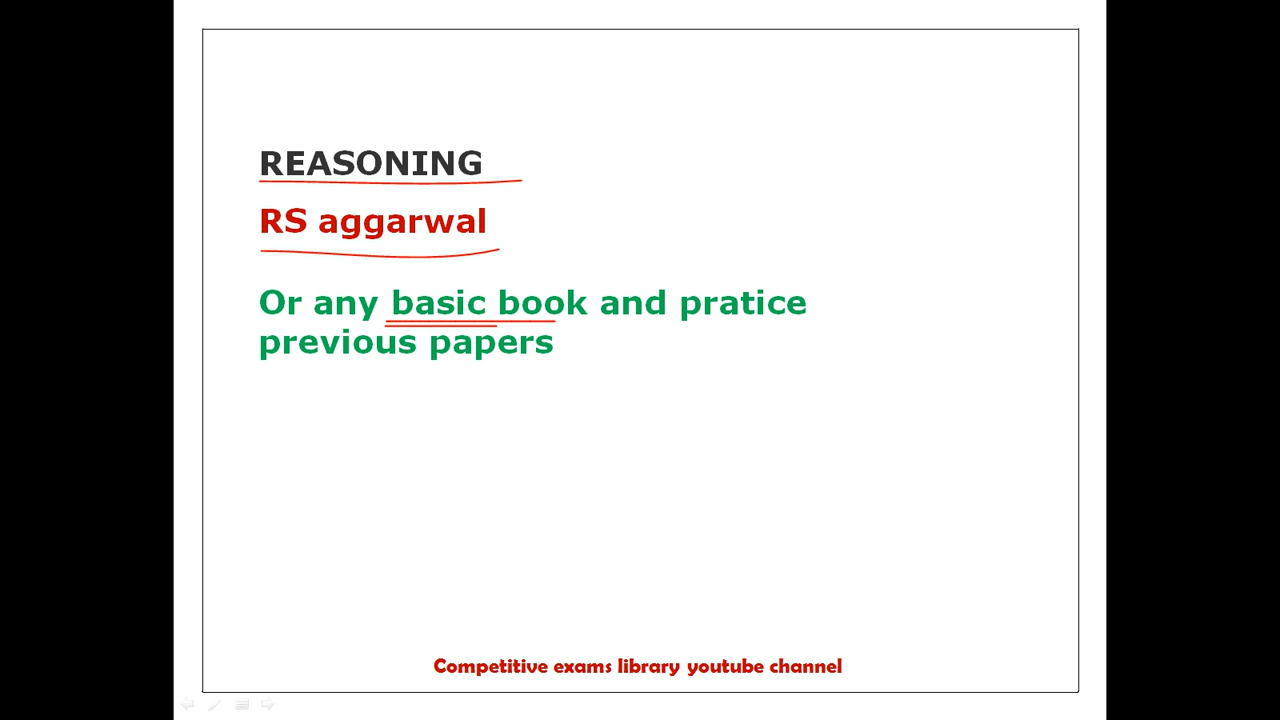 REASONING
RS aggarwal
Or any basic book and pratice
previous papers
Competitive exams library youtube channel